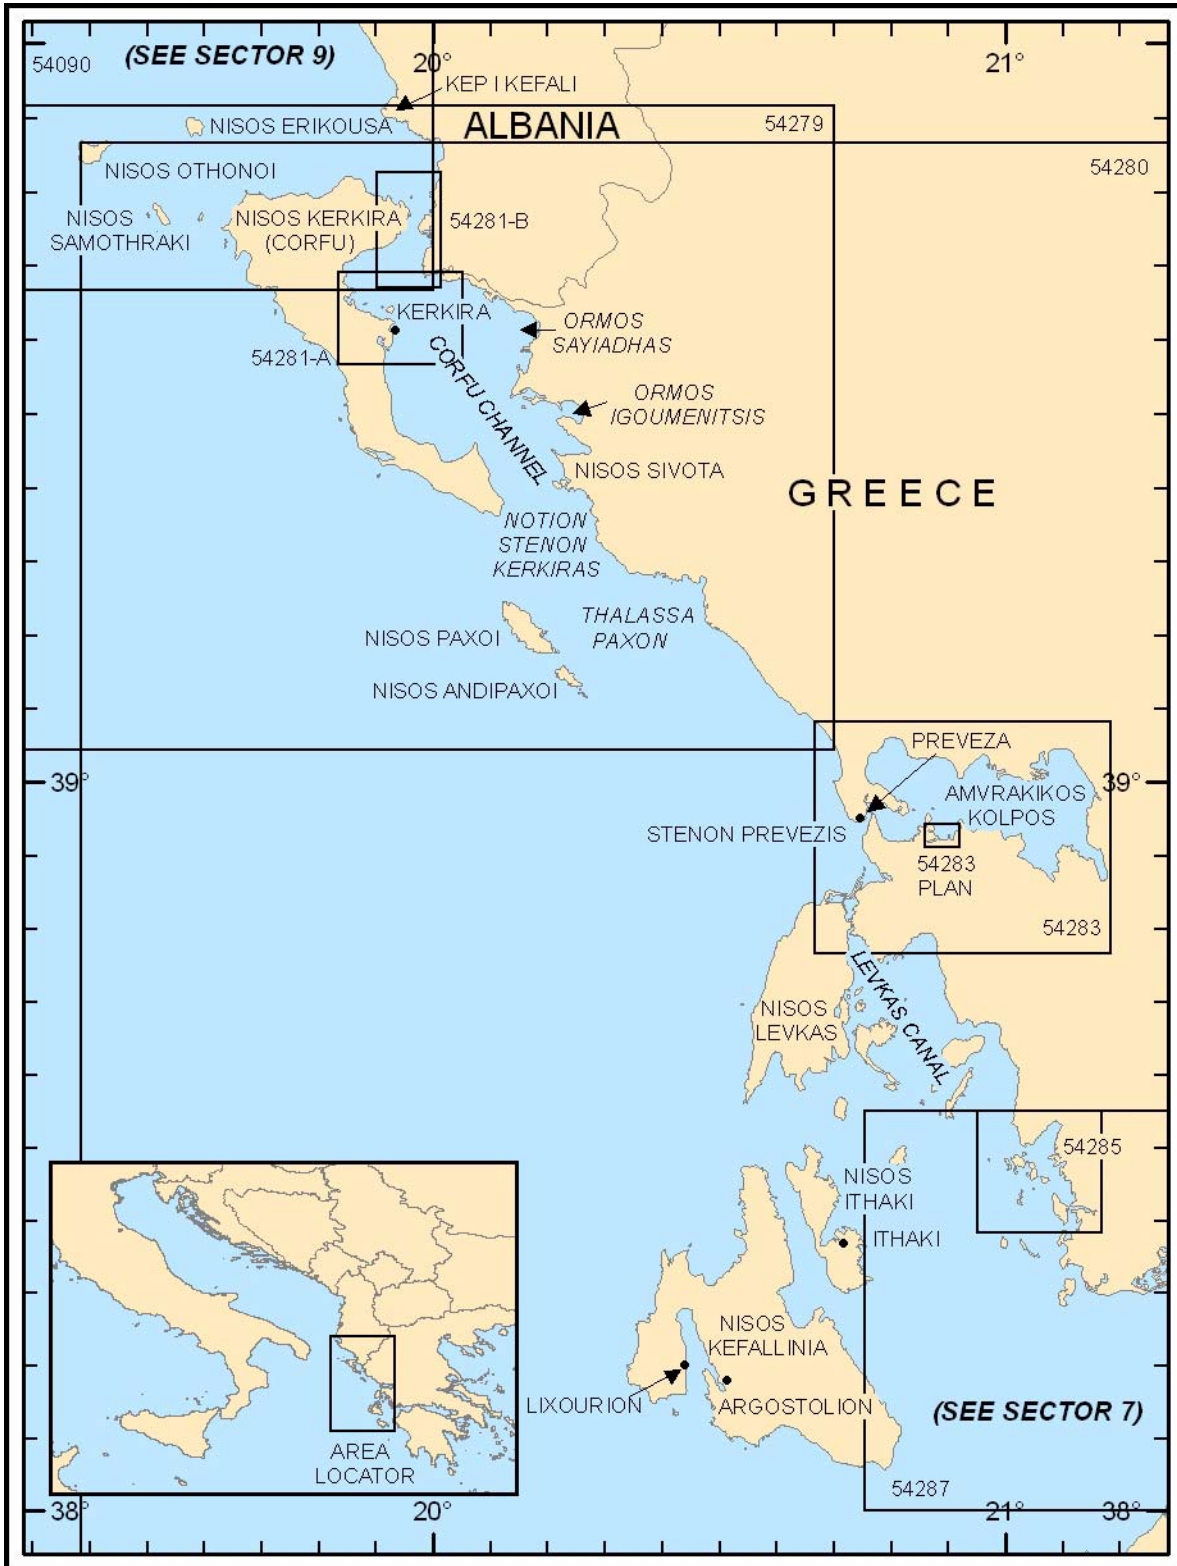 (SEE SECTOR 9)
54090
20°
21°
KEP I KEFALI
ALBANIA
54279
NISOS ERIKOUSA
54280
NISOS OTHONOI
NISOS
SAMOTHRAKI
NISOS KERKIRA
(CORFU)
54281-B
KERKIRA
ORMOS
SAYIADHAS
54281-A
CORFU CHANNEL
ORMOS
IGOUMENITSIS
NISOS SIVOTA
GREECE
NOTION
STENON
KERKIRAS
THALASSA
PAXON
NISOS PAXOI
NISOS ANDIPAXOI
PREVEZA
39°
39°
AMVRAKIKOS
KOLPOS
STENON PREVEZIS
54283
PLAN
54283
LEVKAS CANAL
NISOS
LEVKAS
54285
NISOS
ITHAKI
ITHAKI
NISOS
KEFALLINIA
LIXOURION
ARGOSTOLION
(SEE SECTOR 7)
AREA
LOCATOR
54287
38°
20°
21°
38°